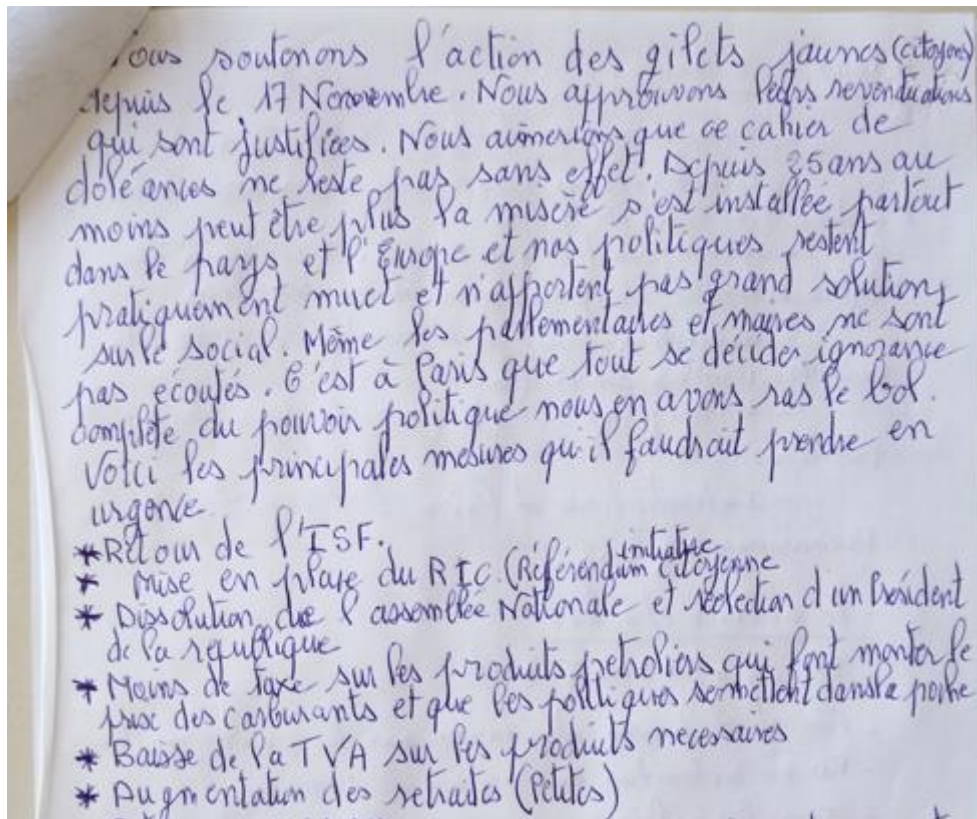 Nous soutenons l'action des gilets jaunes (citoyens)
depuis le 17 Novembre. Nous approuvons leurs revendications
qui sont justifiées. Nous aimerions que ce cahier de
doléances ne reste pas sans effet. Depuis 25 ans au
moins peut être plus la misère s'est installée partout
dans le pays et l'Europe et nos politiques restent
pratiquement muet et n'apportent pas grand solutions
sur le social. Même les parlementaires et maires ne sont
pas écoutés. C'est à Paris que tout se décider ignorance
complète du pouvoir politique nous en avons ras le bol.
Voici les principales mesures qu'il faudrait prendre en
urgence
* Retour de l'ISF.
* Mise en place du RIC. (Référendum initiative citoyenne
* Dissolution de l'assemblée Nationale et réélection d'un Président
de la république
* Moins de taxe sur les produits petroliers qui font monter le
prix des carburants et que les politiques se mettent dans la poche
* Baisse de la TVA sur les produits necessaires
* Augmentation des retraites (Petites)